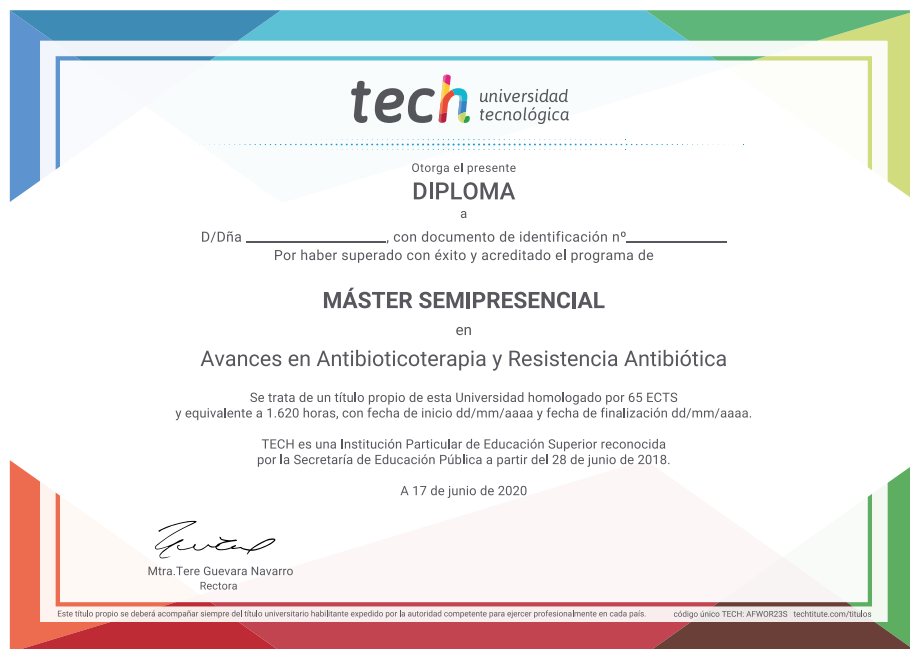 tech universidad
tecnológica
Otorga el presente
DIPLOMA
a
D/Dña ____________________, con documento de identificación nº______________
Por haber superado con éxito y acreditado el programa de
MÁSTER SEMIPRESENCIAL
en
Avances en Antibioticoterapia y Resistencia Antibiótica
Se trata de un título propio de esta Universidad homologado por 65 ECTS
y equivalente a 1.620 horas, con fecha de inicio dd/mm/aaaa y fecha de finalización dd/mm/aaaa.
TECH es una Institución Particular de Educación Superior reconocida
por la Secretaría de Educación Pública a partir del 28 de junio de 2018.
A 17 de junio de 2020
Mtra.Tere Guevara Navarro
Rectora
Este título propio se deberá acompañar siempre del título universitario habilitante expedido por la autoridad competente para ejercer profesionalmente en cada país. código único TECH: AFWOR23S techtitute.com/titulos